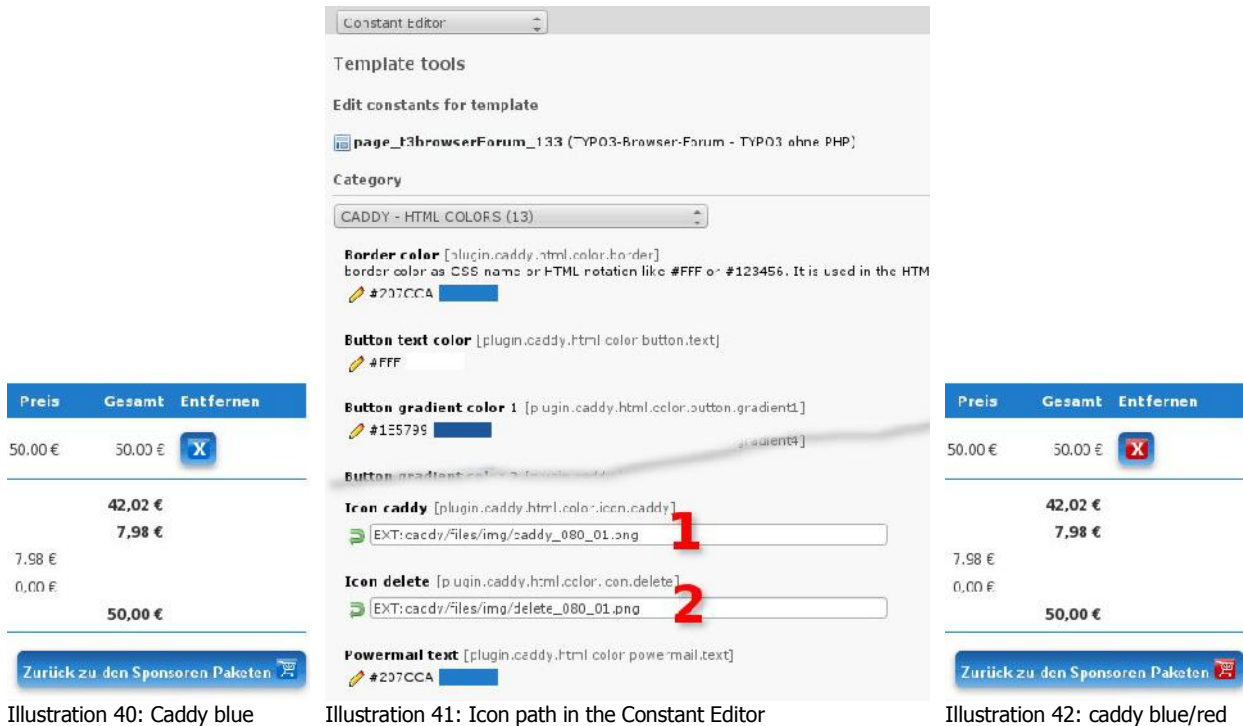 Constant Editor
Template tools
Edit constants for template
page_t3browserForum_133 (TYPO3-Browser-Forum - TYPO3 ohne PHP)
Category
CADDY - HTML COLORS (13)
Border color [plugin.caddy.html.color.border]
border color as CSS name or HTML notation like #FFF or #123456. It is used in the HTM
#207CCA
Button text color [plugin.caddy.html.color.button.text]
#FFF
Button gradient color 1 [plugin.caddy.html.color.button.gradient1]
#1E5799
gradient4]
Button gradient color
Icon caddy [plugin.caddy.html.color.icon.caddy]
EXT:caddy/files/img/caddy_080_01.png
1
Icon delete [plugin.caddy.html.color.icon.delete]
EXT:caddy/files/img/delete_080_01.png
2
Powermail text [plugin.caddy.html.color.powermail.text]
#207CCA
Preis Gesamt Entfernen
50.00 € 50.00 € X
42,02 €
7,98 €
7.98 €
0,00 €
50,00 €
Zurück zu den Sponsoren Paketen
Preis Gesamt Entfernen
50.00 € 50.00 € X
42,02 €
7,98 €
7.98 €
0,00 €
50,00 €
Zurück zu den Sponsoren Paketen
Illustration 40: Caddy blue
Illustration 41: Icon path in the Constant Editor
Illustration 42: caddy blue/red